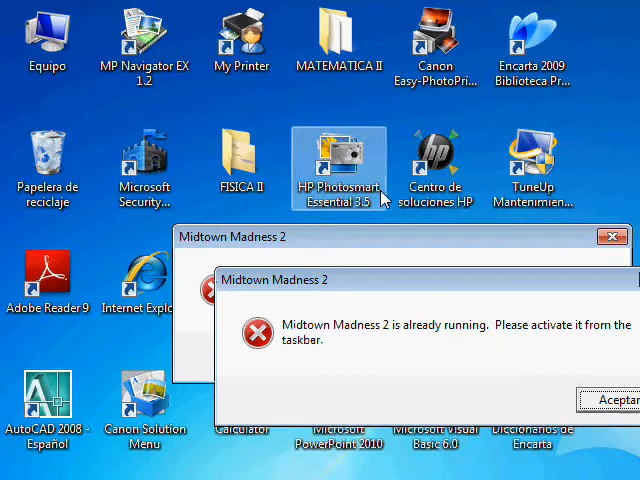 Equipo
MP Navigator EX
1.2
My Printer
MATEMATICA II
Canon
Easy-PhotoPri...
Encarta 2009
Biblioteca Pr...
Papelera de
reciclaje
Microsoft
Security...
FISICA II
HP Photosmart
Essential 3.5
hp
Centro de
soluciones HP
TuneUp
Mantenimien...
Midtown Madness 2
Midtown Madness 2
Adobe Reader 9
Internet Explo
Midtown Madness 2 is already running. Please activate it from the
taskbar.
Aceptar
AutoCAD 2008 -
Español
Canon Solution
Menu
Calculator
Microsoft
PowerPoint 2010
Microsoft Visual
Basic 6.0
Diccionarios de
Encarta